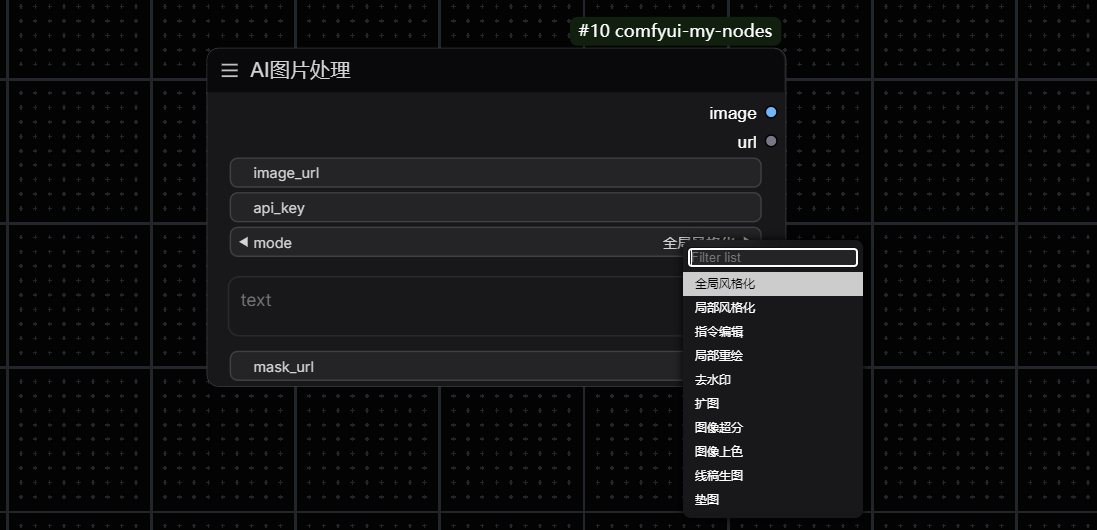 #10 comfyui-my-nodes
AI图片处理
image
url
image_url
api_key
mode
全局风格化
Filter list
全局风格化
局部风格化
text
指令编辑
局部重绘
mask_url
去水印
扩图
图像超分
图像上色
线稿生图
垫图